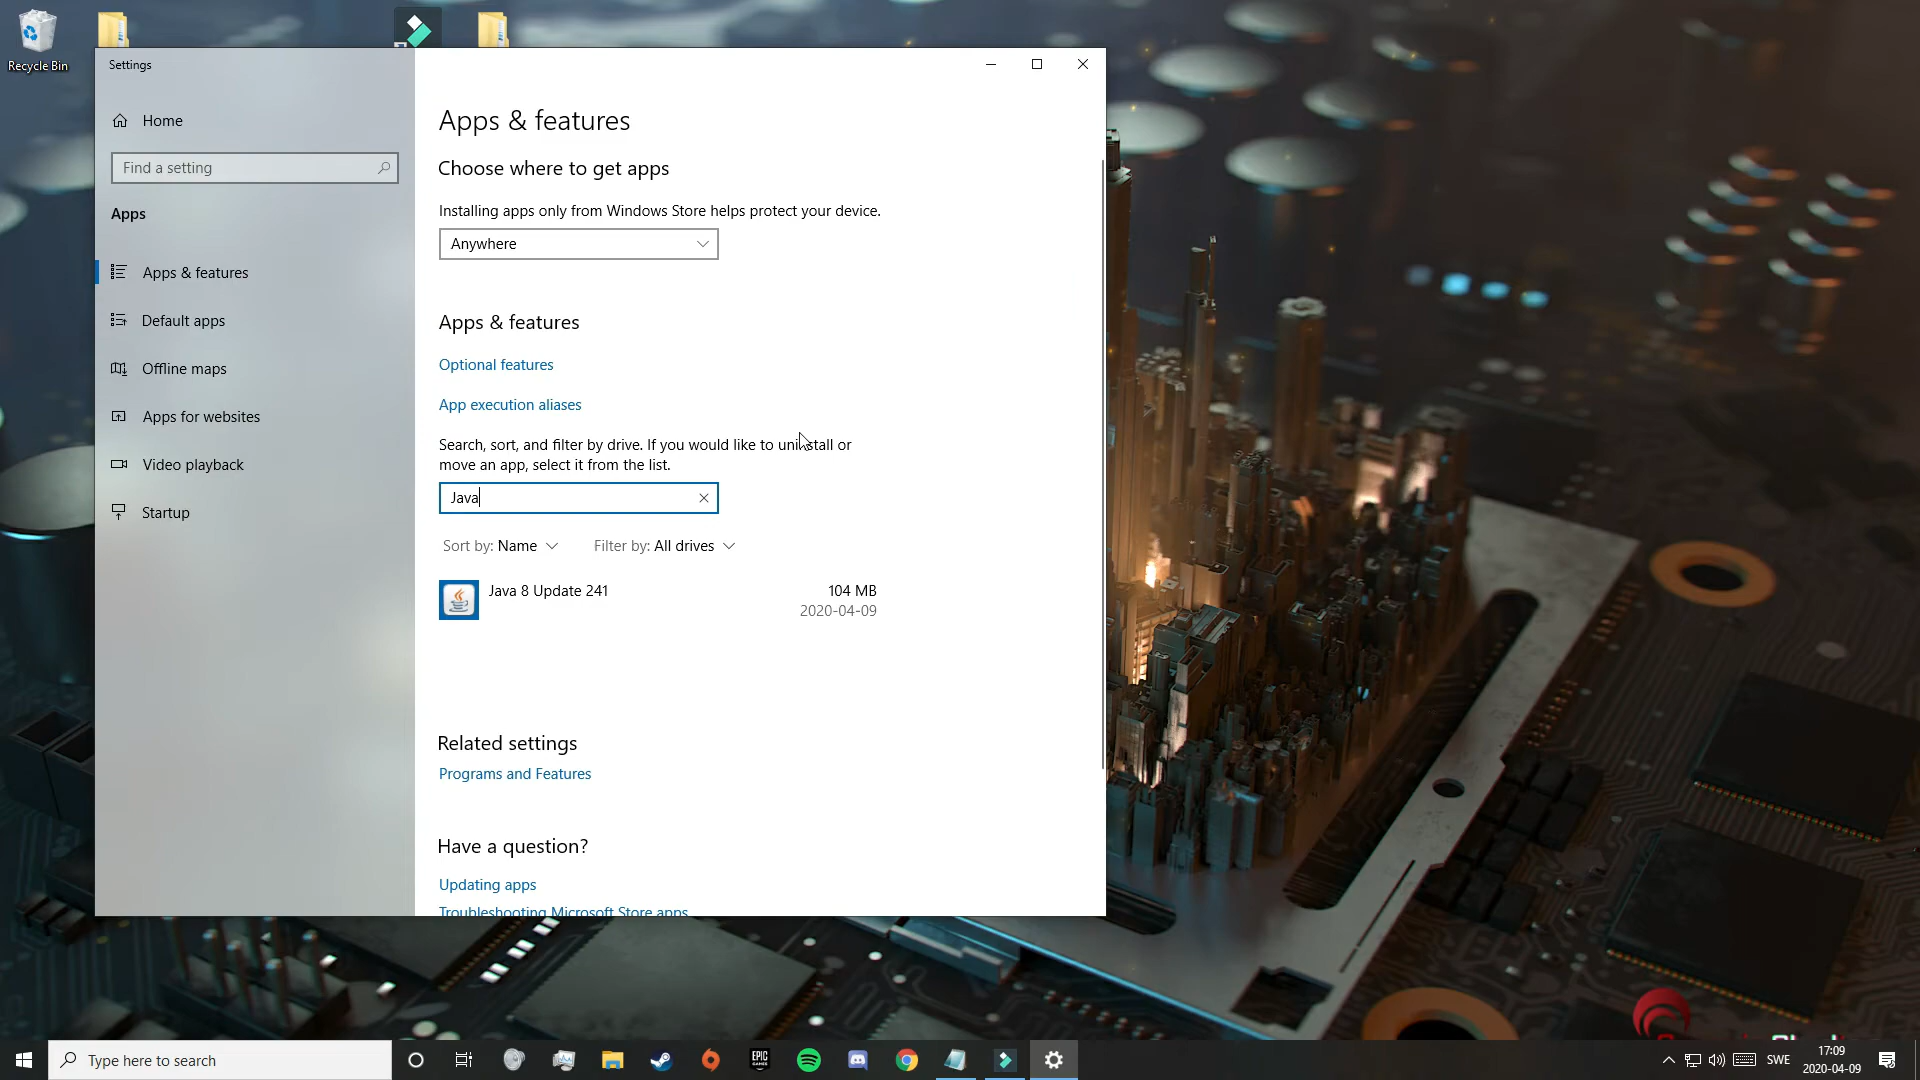 Recycle Bin
Settings
Home
Find a setting
Apps
Apps & features
Default apps
Offline maps
Apps for websites
Video playback
Startup
Apps & features
Choose where to get apps
Installing apps only from Windows Store helps protect your device.
Anywhere
Apps & features
Optional features
App execution aliases
Search, sort, and filter by drive. If you would like to uninstall or
move an app, select it from the list.
Java
Sort by: Name
Filter by: All drives
Java 8 Update 241
104 MB
2020-04-09
Related settings
Programs and Features
Have a question?
Updating apps
Troubleshooting Microsoft Store apps
Type here to search
EPIC
GAMES
SWE
17:09
2020-04-09